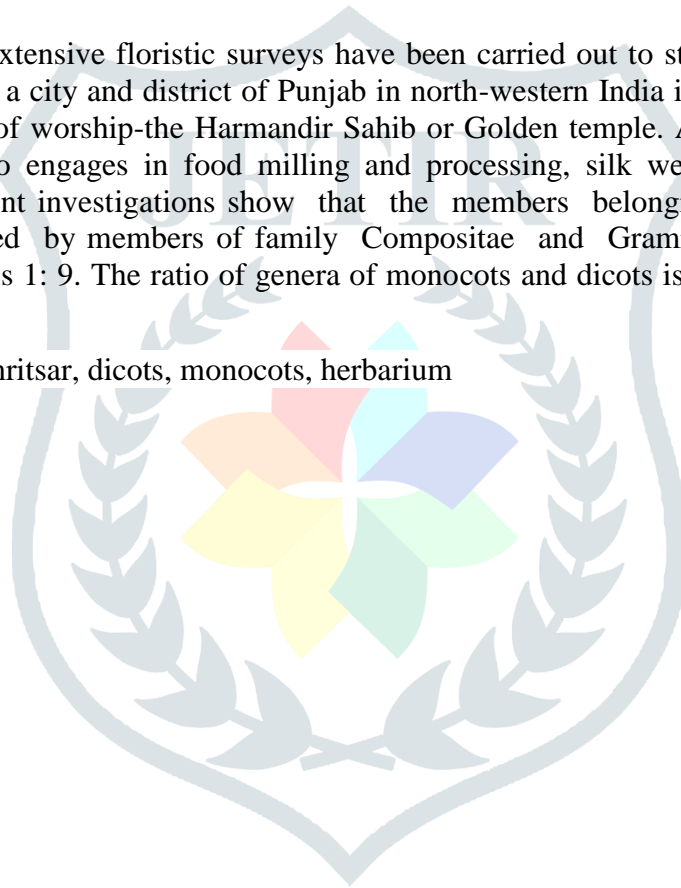 xtensive floristic surveys have been carried out to st
a city and district of Punjab in north-western India i
of worship-the Harmandir Sahib or Golden temple. A
o engages in food milling and processing, silk we
nt investigations show that the members belong
ed by members of family Compositae and Gram
s 1: 9. The ratio of genera of monocots and dicots is
JETIR
nritsar, dicots, monocots, herbarium